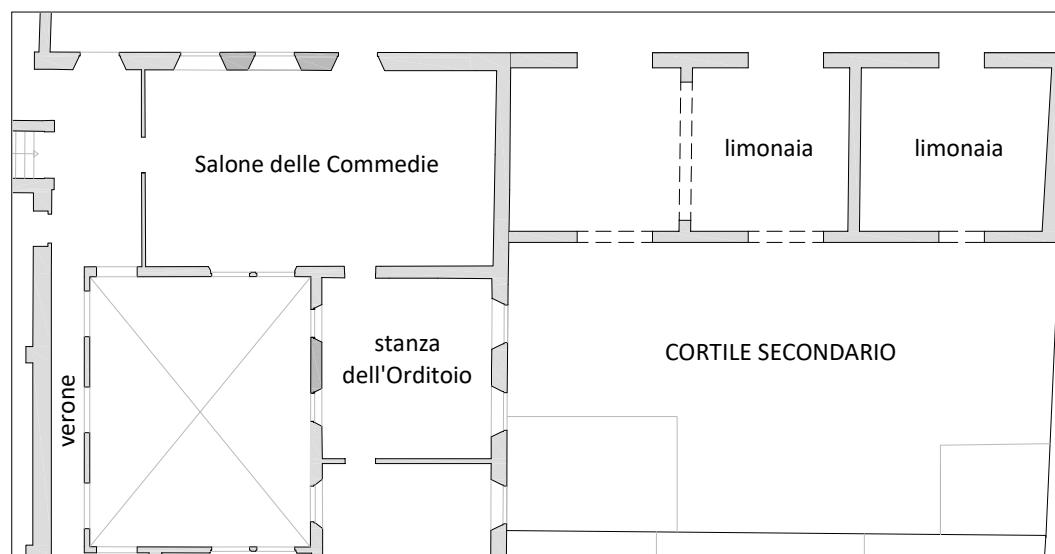 limonaia
limonaia
Salone delle Commedie
stanza
dell'Orditoio
CORTILE SECONDARIO
verone